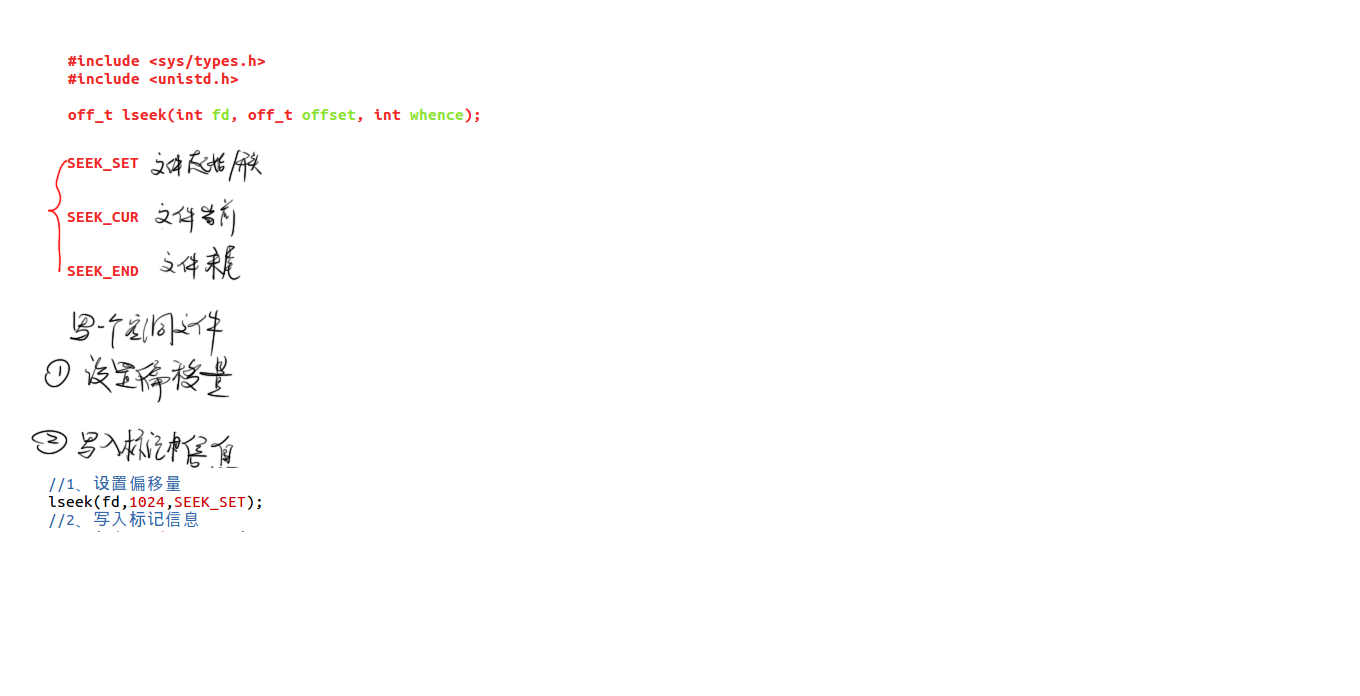 #include <sys/types.h>
#include <unistd.h>
off_t lseek(int fd, off_t offset, int whence);
SEEK_SET 文件起始/开头
SEEK_CUR 文件当前
SEEK_END 文件末尾
写一个空洞文件
① 设置偏移量
② 写入标记信息
//1、设置偏移量
lseek(fd,1024,SEEK_SET);
//2、写入标记信息